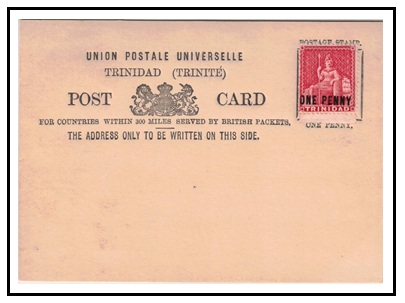 POSTAGE STAMP.
UNION POSTALE UNIVERSELLE
TRINIDAD (TRINITÉ)
POST CARD
ONE PENNY
TRINIDAD
FOR COUNTRIES WITHIN 300 MILES SERVED BY BRITISH PACKETS,
ONE PENNY,
THE ADDRESS ONLY TO BE WRITTEN ON THIS SIDE.